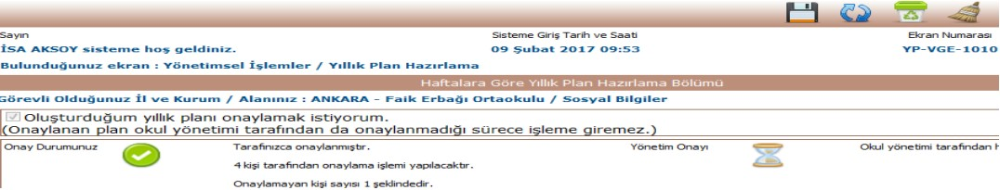 Sayın
Sisteme Giriş Tarih ve Saati
Ekran Numarası
İSA AKSOY sisteme hoş geldiniz.
09 Şubat 2017 09:53
YP-VGE-1010
Bulunduğunuz ekran : Yönetimsel İşlemler / Yıllık Plan Hazırlama
Haftalara Göre Yıllık Plan Hazırlama Bölümü
Görevli Olduğunuz İl ve Kurum / Alanınız : ANKARA - Faik Erbağı Ortaokulu / Sosyal Bilgiler
Oluşturduğum yıllık planı onaylamak istiyorum.
(Onaylanan plan okul yönetimi tarafından da onaylanmadığı sürece işleme giremez.)
Onay Durumunuz
Tarafınızca onaylanmıştır.
Yönetim Onayı
Okul yönetimi tarafından
4 kişi tarafından onaylama işlemi yapılacaktır.
Onaylamayan kişi sayısı 1 şeklindedir.